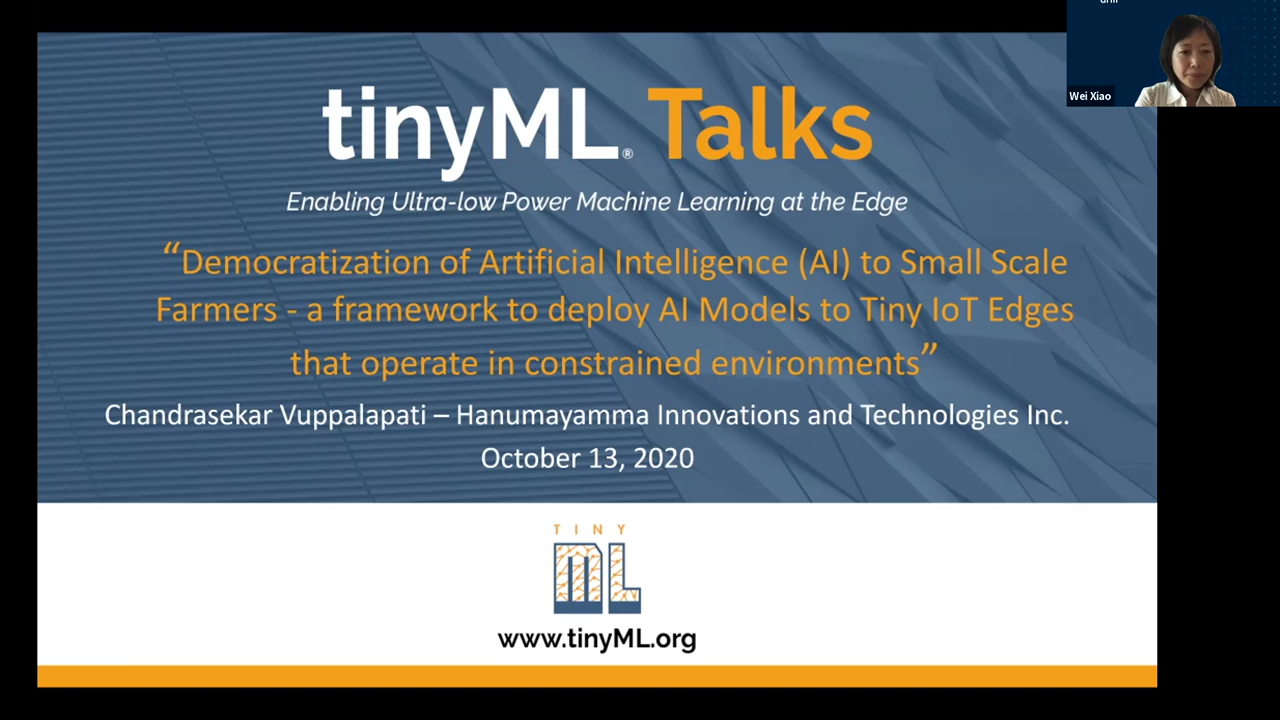 tinyML® Talks
Enabling Ultra-low Power Machine Learning at the Edge
“Democratization of Artificial Intelligence (AI) to Small Scale
Farmers - a framework to deploy AI Models to Tiny IoT Edges
that operate in constrained environments”
Chandrasekar Vuppalapati – Hanumayamma Innovations and Technologies Inc.
October 13, 2020
TINY
ML
www.tinyML.org
Wei Xiao